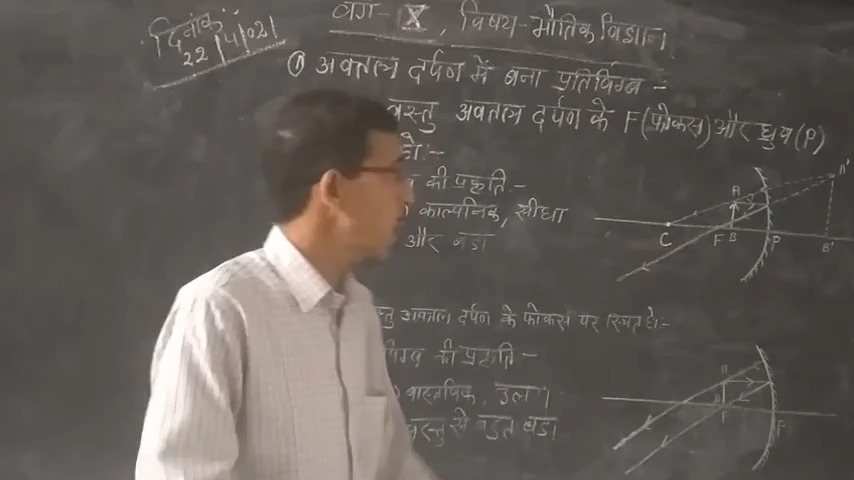 दिनांक
22/4/021
वर्ग- X, विषय- भौतिक विज्ञान
① अवतल दर्पण में बना प्रतिबिम्ब :-
वस्तु अवतल दर्पण के F(फोकस) और ध्रुव (P)
हो :-
की प्रकृति :-
काल्पनिक, सीधा
और बड़ा
A
A'
C F B P B'
अवतल दर्पण के फोकस पर स्थित हो :-
की प्रकृति -
वास्तविक, उल्टा
वस्तु से बहुत बड़ा
F P